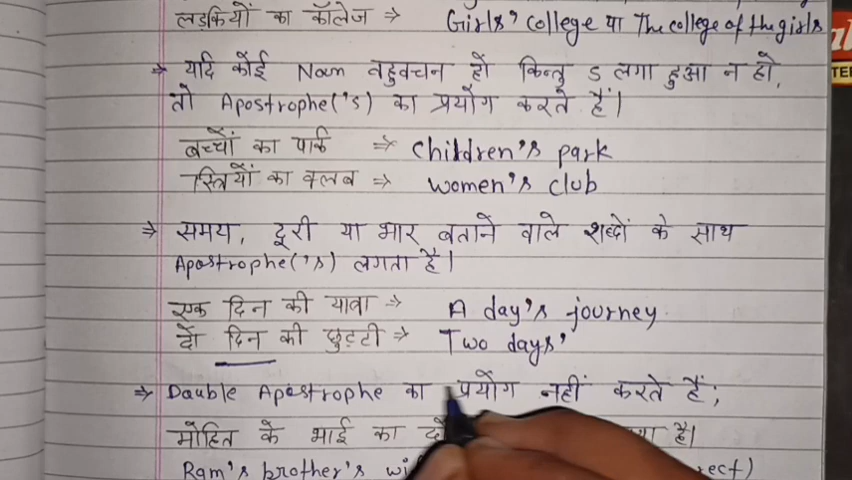 लड़कियों का कॉलेज ⇒ Girls' college या The college of the girls
⇒ यदि कोई Noun बहुवचन हो किन्तु S लगा हुआ न हो,
तो Apostrophe('s) का प्रयोग करते हैं।
बच्चों का पार्क ⇒ Children's park
स्त्रियों का क्लब ⇒ women's club
⇒ समय, दूरी या भार बताने वाले शब्दों के साथ
Apostrophe('s) लगता है।
एक दिन की यात्रा ⇒ A day's journey.
दो दिन की छुट्टी ⇒ Two days'
⇒ Double Apostrophe का प्रयोग नहीं करते हैं;
मोहित के भाई का है।
Ram's brother's